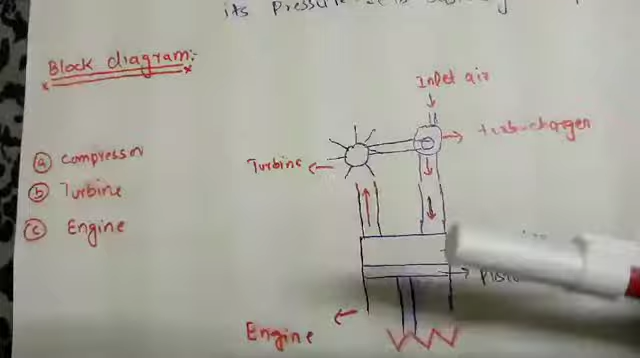 its pressure
Block diagram:-
Inlet air
turbocharger
Turbine
(a) Compressor
(b) Turbine
(c) Engine
Engine